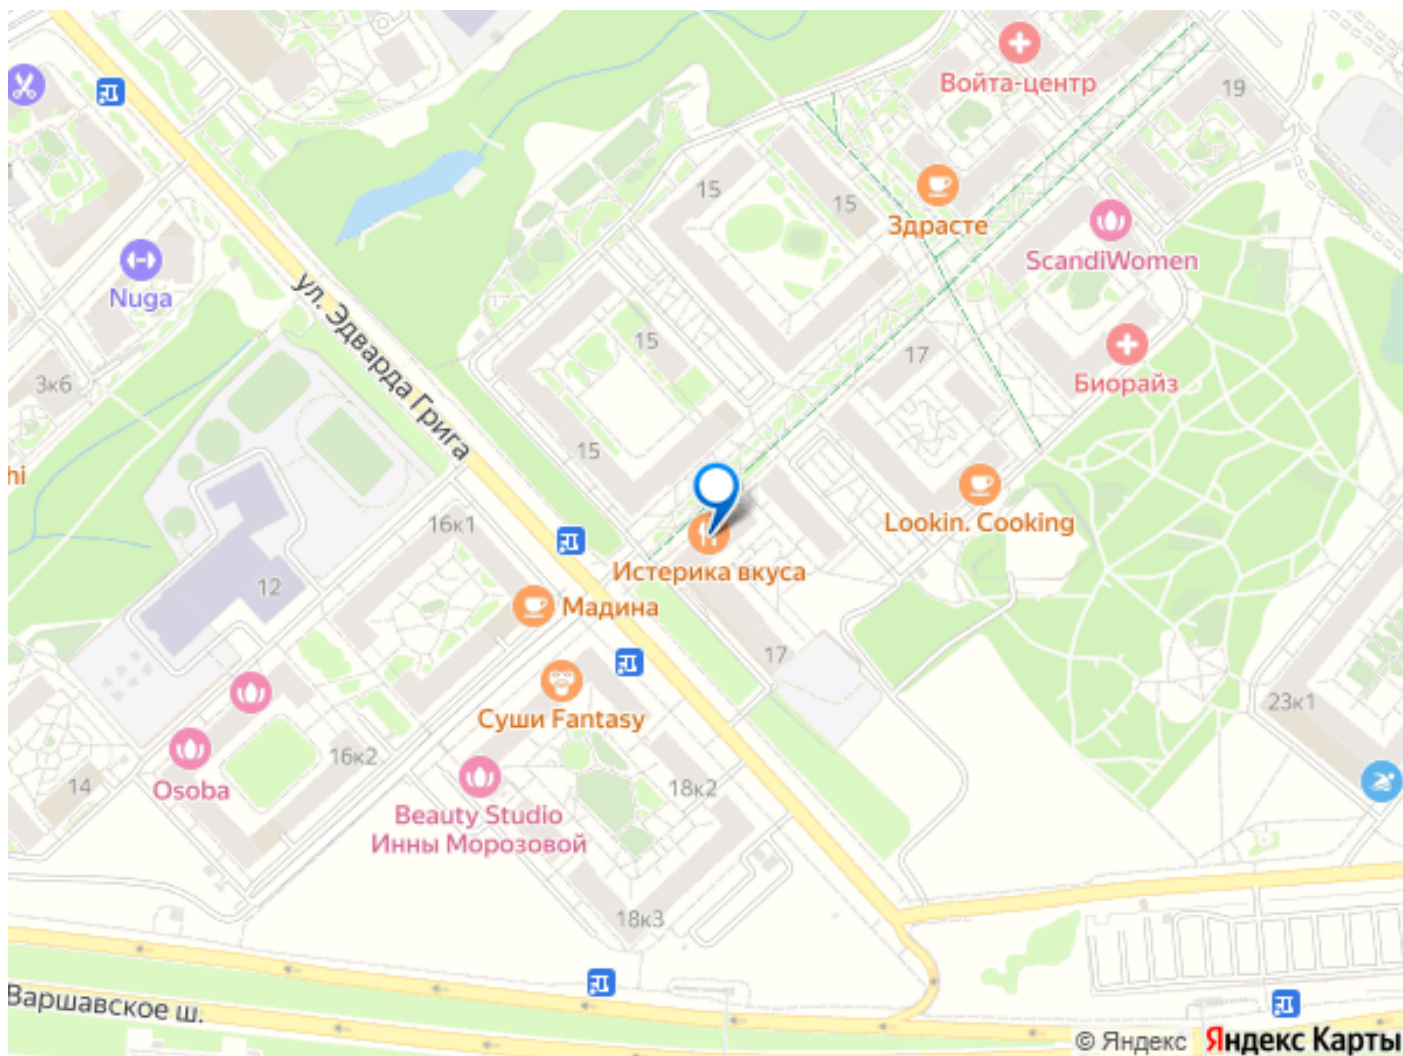 Войта-центр
19
15
15
Здрасте
ScandiWomen
Nuga
ул. Эдварда Грига
15
17
3к6
Биорайз
15
hi
16к1
Lookin. Cooking
12
Истерика вкуса
Мадина
17
Суши Fantasy
23к1
16к2
14
Osoba
18к2
Beauty Studio
Инны Морозовой
18к3
Варшавское ш.
© Яндекс Яндекс Карты